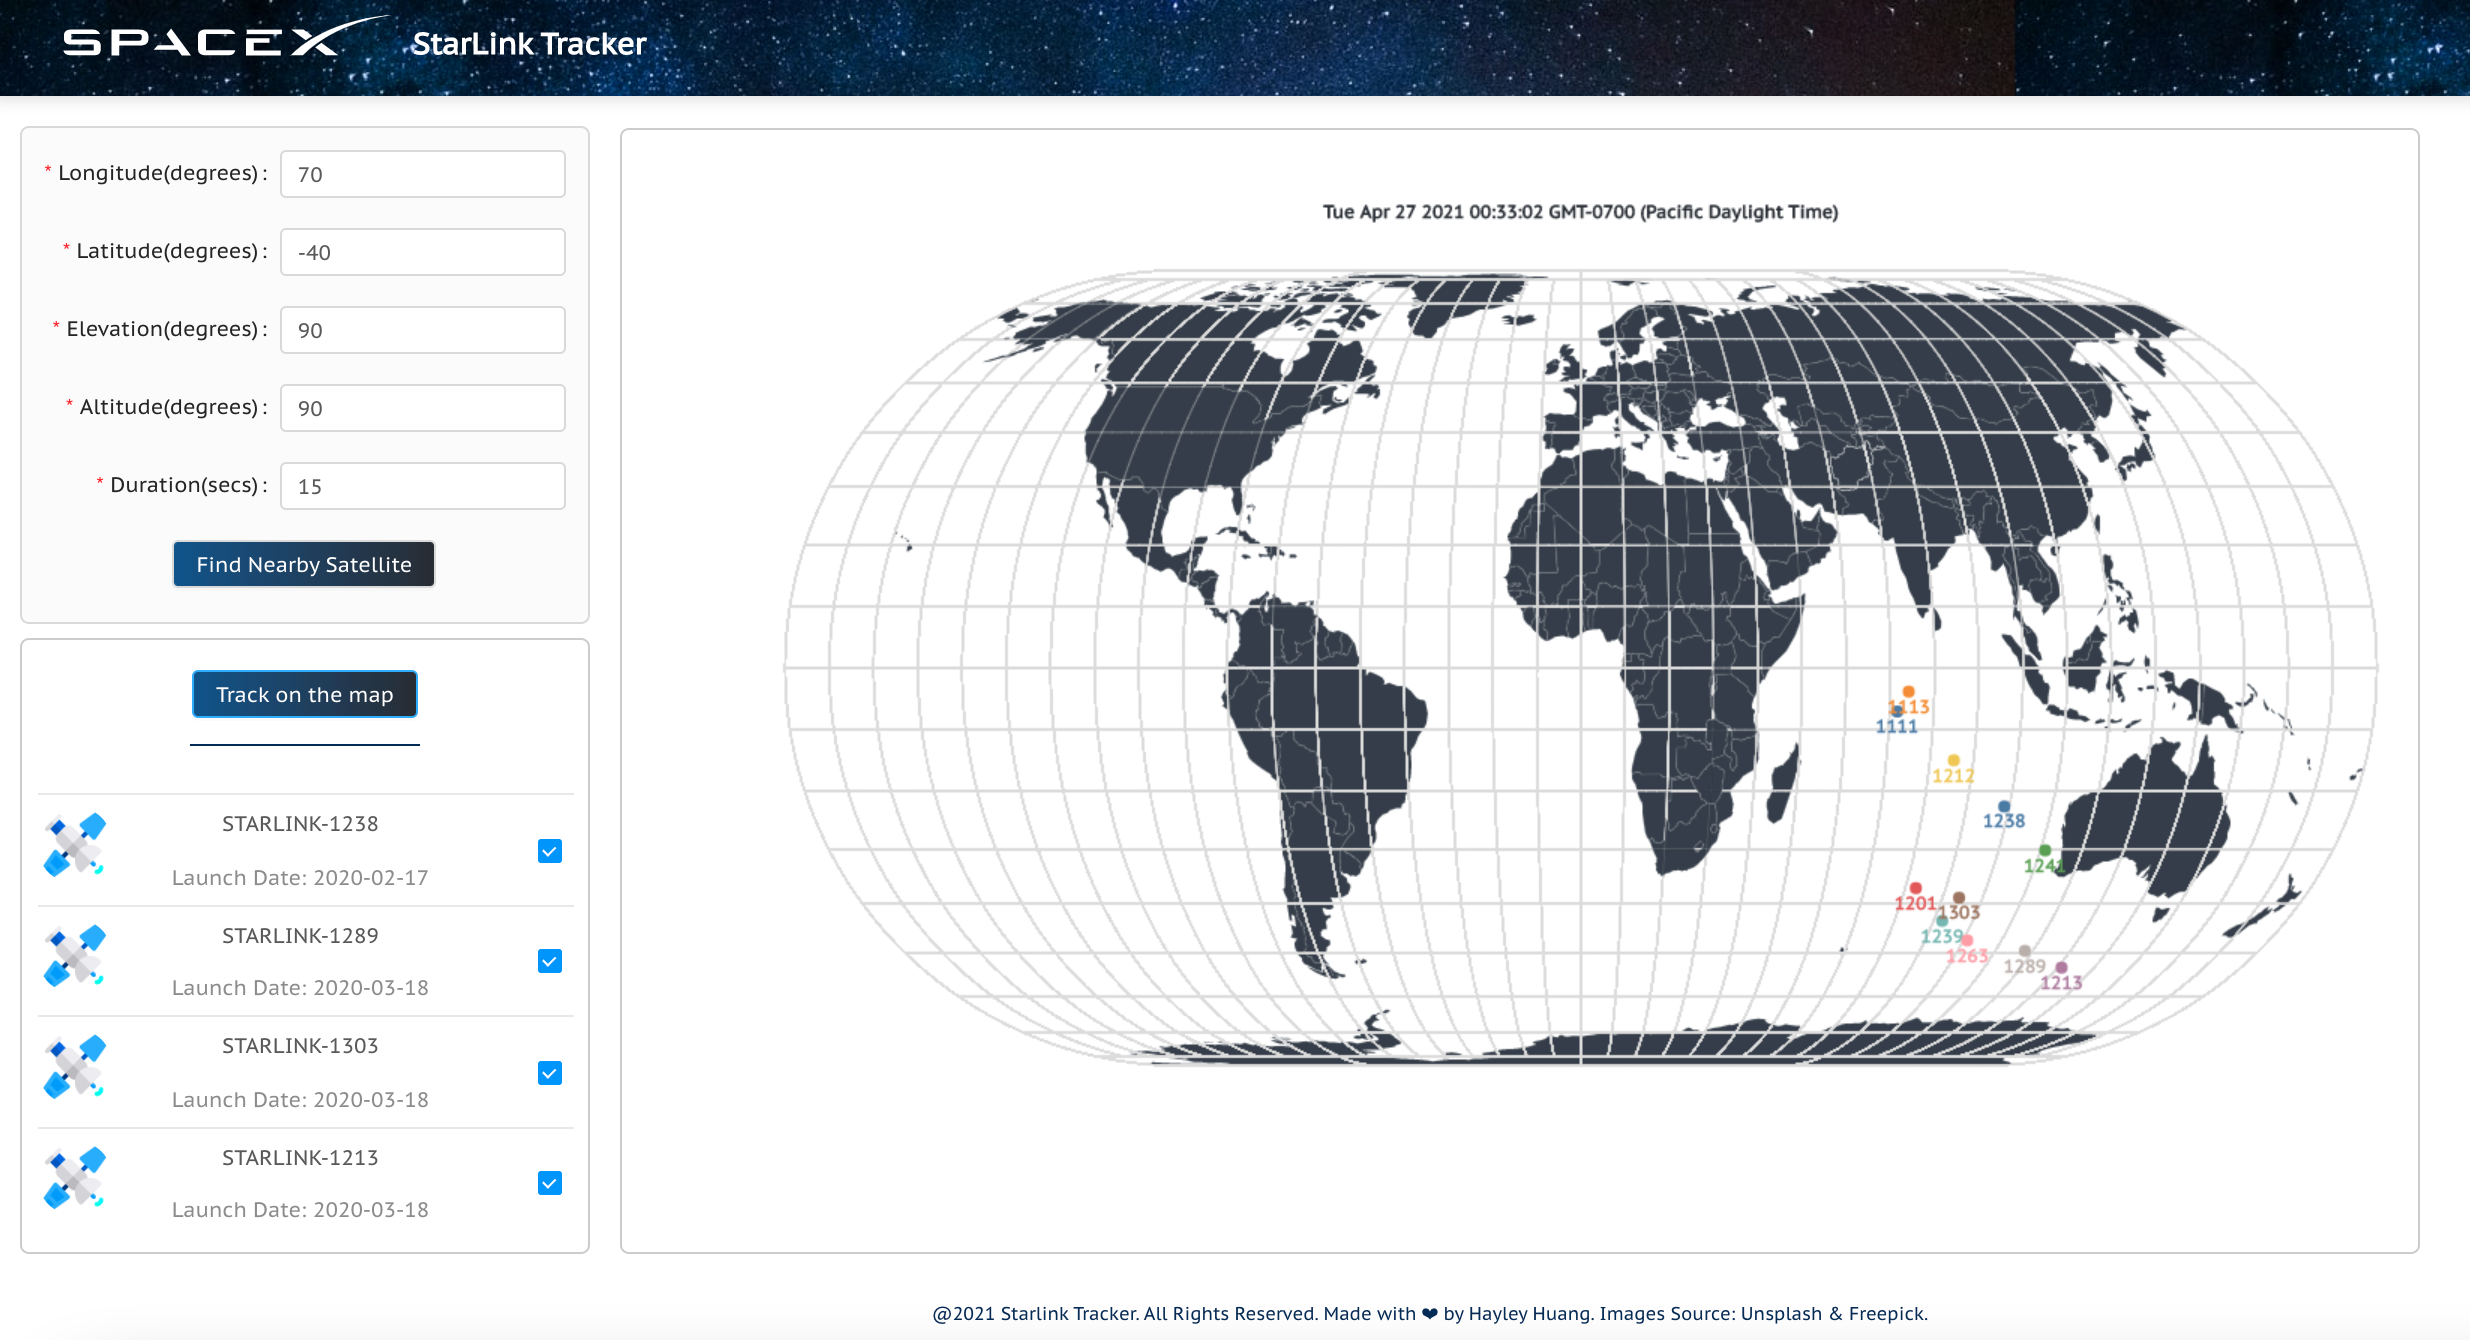 SPACEX StarLink Tracker
* Longitude(degrees) : 70
* Latitude(degrees) : -40
* Elevation(degrees) : 90
* Altitude(degrees) : 90
* Duration(secs) : 15
Find Nearby Satellite
Track on the map
STARLINK-1238
Launch Date: 2020-02-17
STARLINK-1289
Launch Date: 2020-03-18
STARLINK-1303
Launch Date: 2020-03-18
STARLINK-1213
Launch Date: 2020-03-18
Tue Apr 27 2021 00:33:02 GMT-0700 (Pacific Daylight Time)
1113
1111
1212
1238
1241
1201
1303
1239
1263
1289
1213
@2021 Starlink Tracker. All Rights Reserved. Made with ❤ by Hayley Huang. Images Source: Unsplash & Freepick.